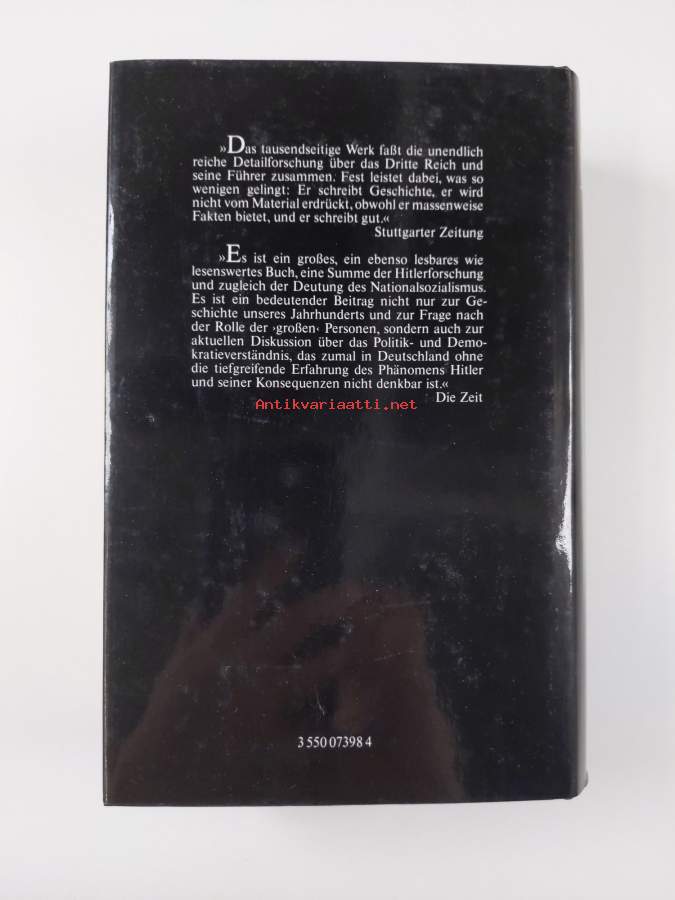 »Das tausendseitige Werk faßt die unendlich
reiche Detailforschung über das Dritte Reich und
seine Führer zusammen. Fest leistet dabei, was so
wenigen gelingt: Er schreibt Geschichte, er wird
nicht vom Material erdrückt, obwohl er massenweise
Fakten bietet, und er schreibt gut.«
Stuttgarter Zeitung
»Es ist ein großes, ein ebenso lesbares wie
lesenswertes Buch, eine Summe der Hitlerforschung
und zugleich der Deutung des Nationalsozialismus.
Es ist ein bedeutender Beitrag nicht nur zur Ge-
schichte unseres Jahrhunderts und zur Frage nach
der Rolle der ›großen‹ Personen, sondern auch zur
aktuellen Diskussion über das Politik- und Demo-
kratieverständnis, das zumal in Deutschland ohne
die tiefgreifende Erfahrung des Phänomens Hitler
und seiner Konsequenzen nicht denkbar ist.«
Die Zeit
Antikvariaatti.net
3 550 07398 4